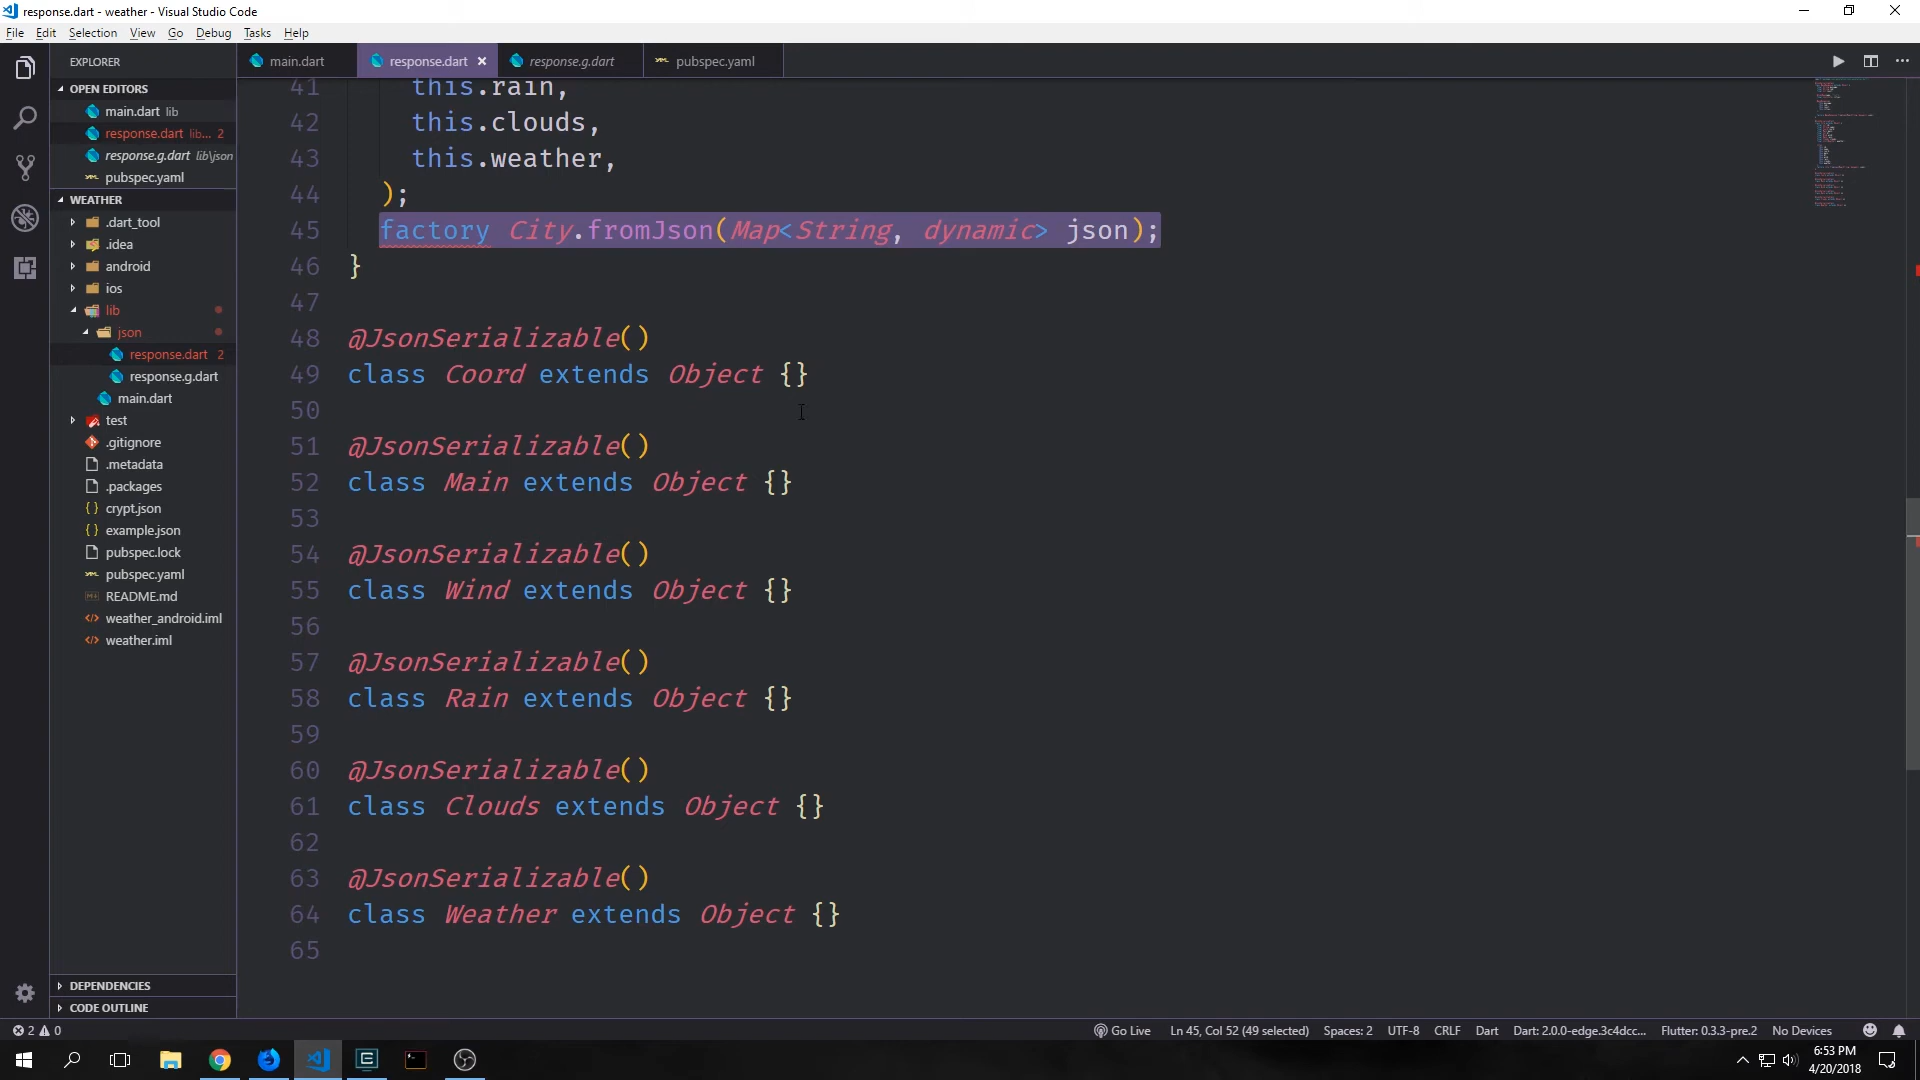 response.dart - weather - Visual Studio Code
File Edit Selection View Go Debug Tasks Help
EXPLORER
OPEN EDITORS
main.dart lib
response.dart lib... 2
response.g.dart lib\json
pubspec.yaml
WEATHER
.dart_tool
.idea
android
ios
lib
json
response.dart 2
response.g.dart
main.dart
test
.gitignore
.metadata
.packages
crypt.json
example.json
pubspec.lock
pubspec.yaml
README.md
weather_android.iml
weather.iml
DEPENDENCIES
CODE OUTLINE
main.dart response.dart response.g.dart pubspec.yaml
41 this.rain,
42 this.clouds,
43 this.weather,
44 );
45 factory City.fromJson(Map<String, dynamic> json);
46 }
47
48 @JsonSerializable()
49 class Coord extends Object {}
50
51 @JsonSerializable()
52 class Main extends Object {}
53
54 @JsonSerializable()
55 class Wind extends Object {}
56
57 @JsonSerializable()
58 class Rain extends Object {}
59
60 @JsonSerializable()
61 class Clouds extends Object {}
62
63 @JsonSerializable()
64 class Weather extends Object {}
65
2 0 Go Live Ln 45, Col 52 (49 selected) Spaces: 2 UTF-8 CRLF Dart Dart: 2.0.0-edge.3c4dcc... Flutter: 0.3.3-pre.2 No Devices
6:53 PM
4/20/2018